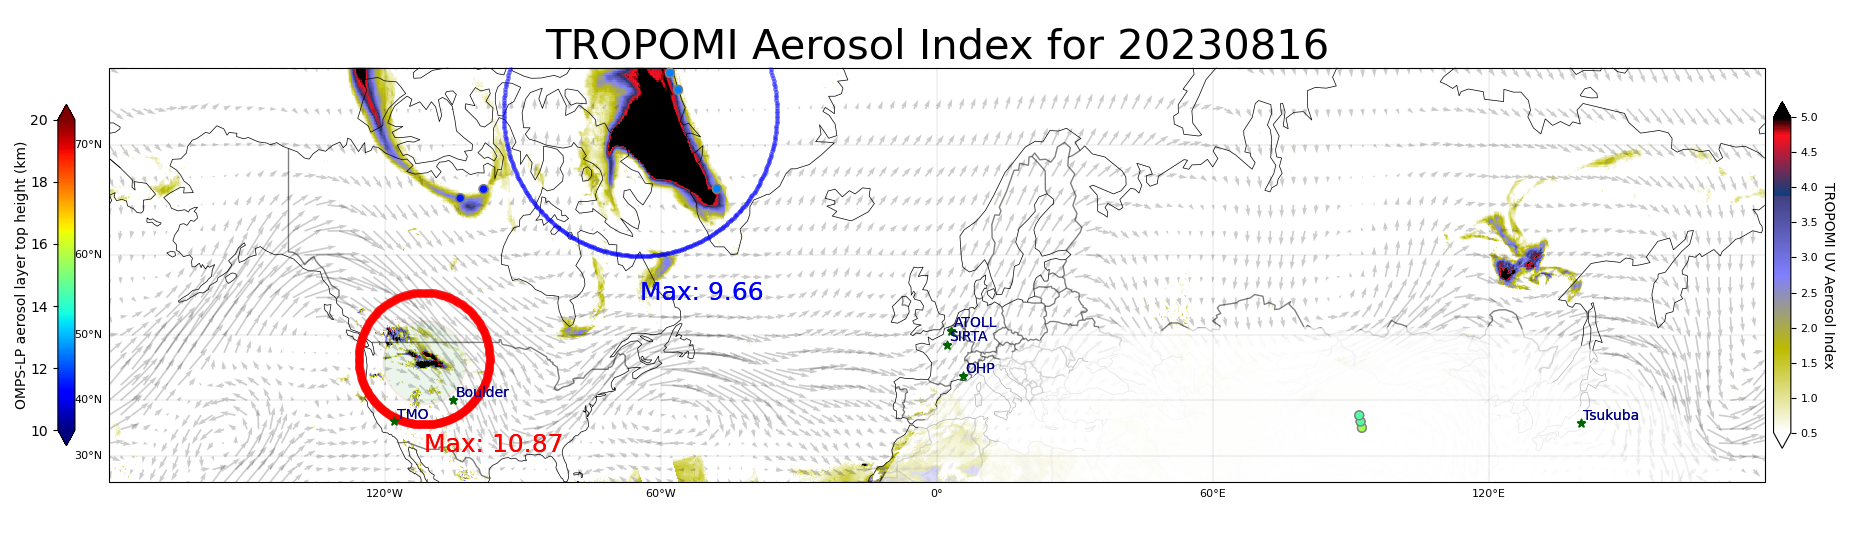 TROPOMI Aerosol Index for 20230816
OMPS-LP aerosol layer top height (km)
20
18
16
14
12
10
70°N
60°N
50°N
40°N
30°N
Max: 9.66
ATOLL
SIRTA
OHP
Boulder
TMO
Tsukuba
Max: 10.87
120°W
60°W
0°
60°E
120°E
5.0
4.5
4.0
3.5
3.0
2.5
2.0
1.5
1.0
0.5
TROPOMI UV Aerosol Index